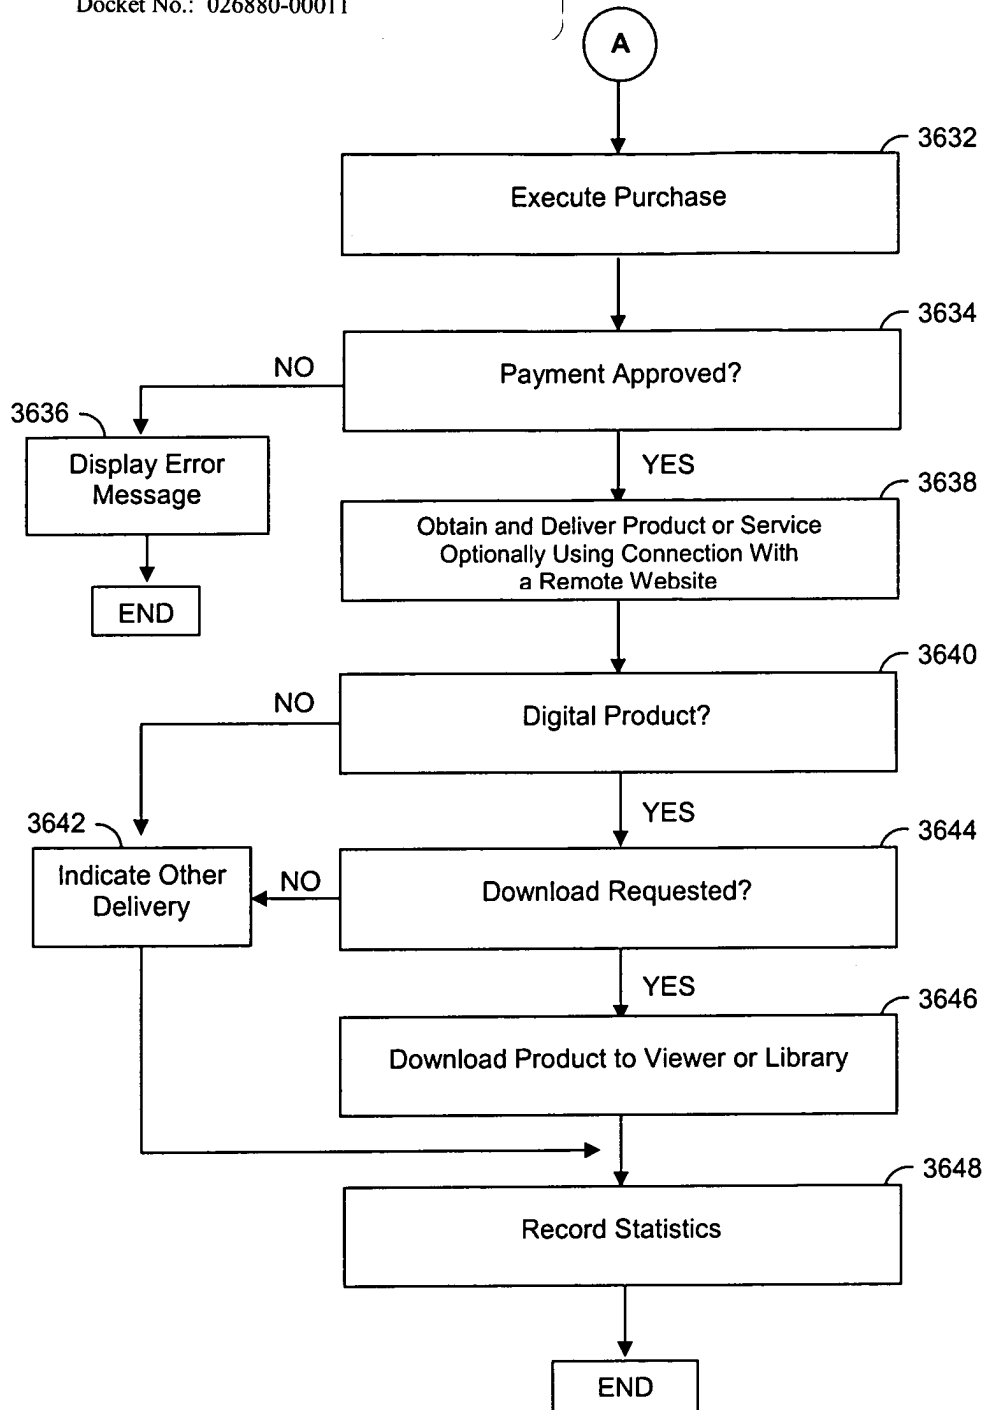 Docket No.: 026880-00011
A
3632
Execute Purchase
3634
Payment Approved?
NO
3636
Display Error
Message
END
YES
3638
Obtain and Deliver Product or Service
Optionally Using Connection With
a Remote Website
3640
Digital Product?
NO
YES
3642
Indicate Other
Delivery
3644
Download Requested?
NO
YES
3646
Download Product to Viewer or Library
3648
Record Statistics
END